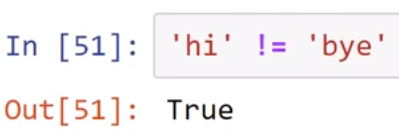 In [51]: 'hi' != 'bye'
Out[51]: True